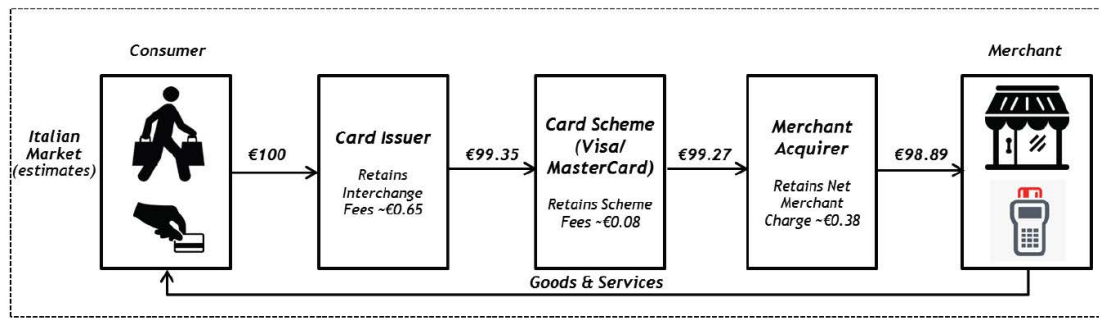 Consumer
Merchant
Italian
Market
(estimates)
€100
Card Issuer
Retains
Interchange
Fees ~€0.65
€99.35
Card Scheme
(Visa/
MasterCard)
Retains Scheme
Fees ~€0.08
€99.27
Merchant
Acquirer
Retains Net
Merchant
Charge ~€0.38
€98.89
Goods & Services